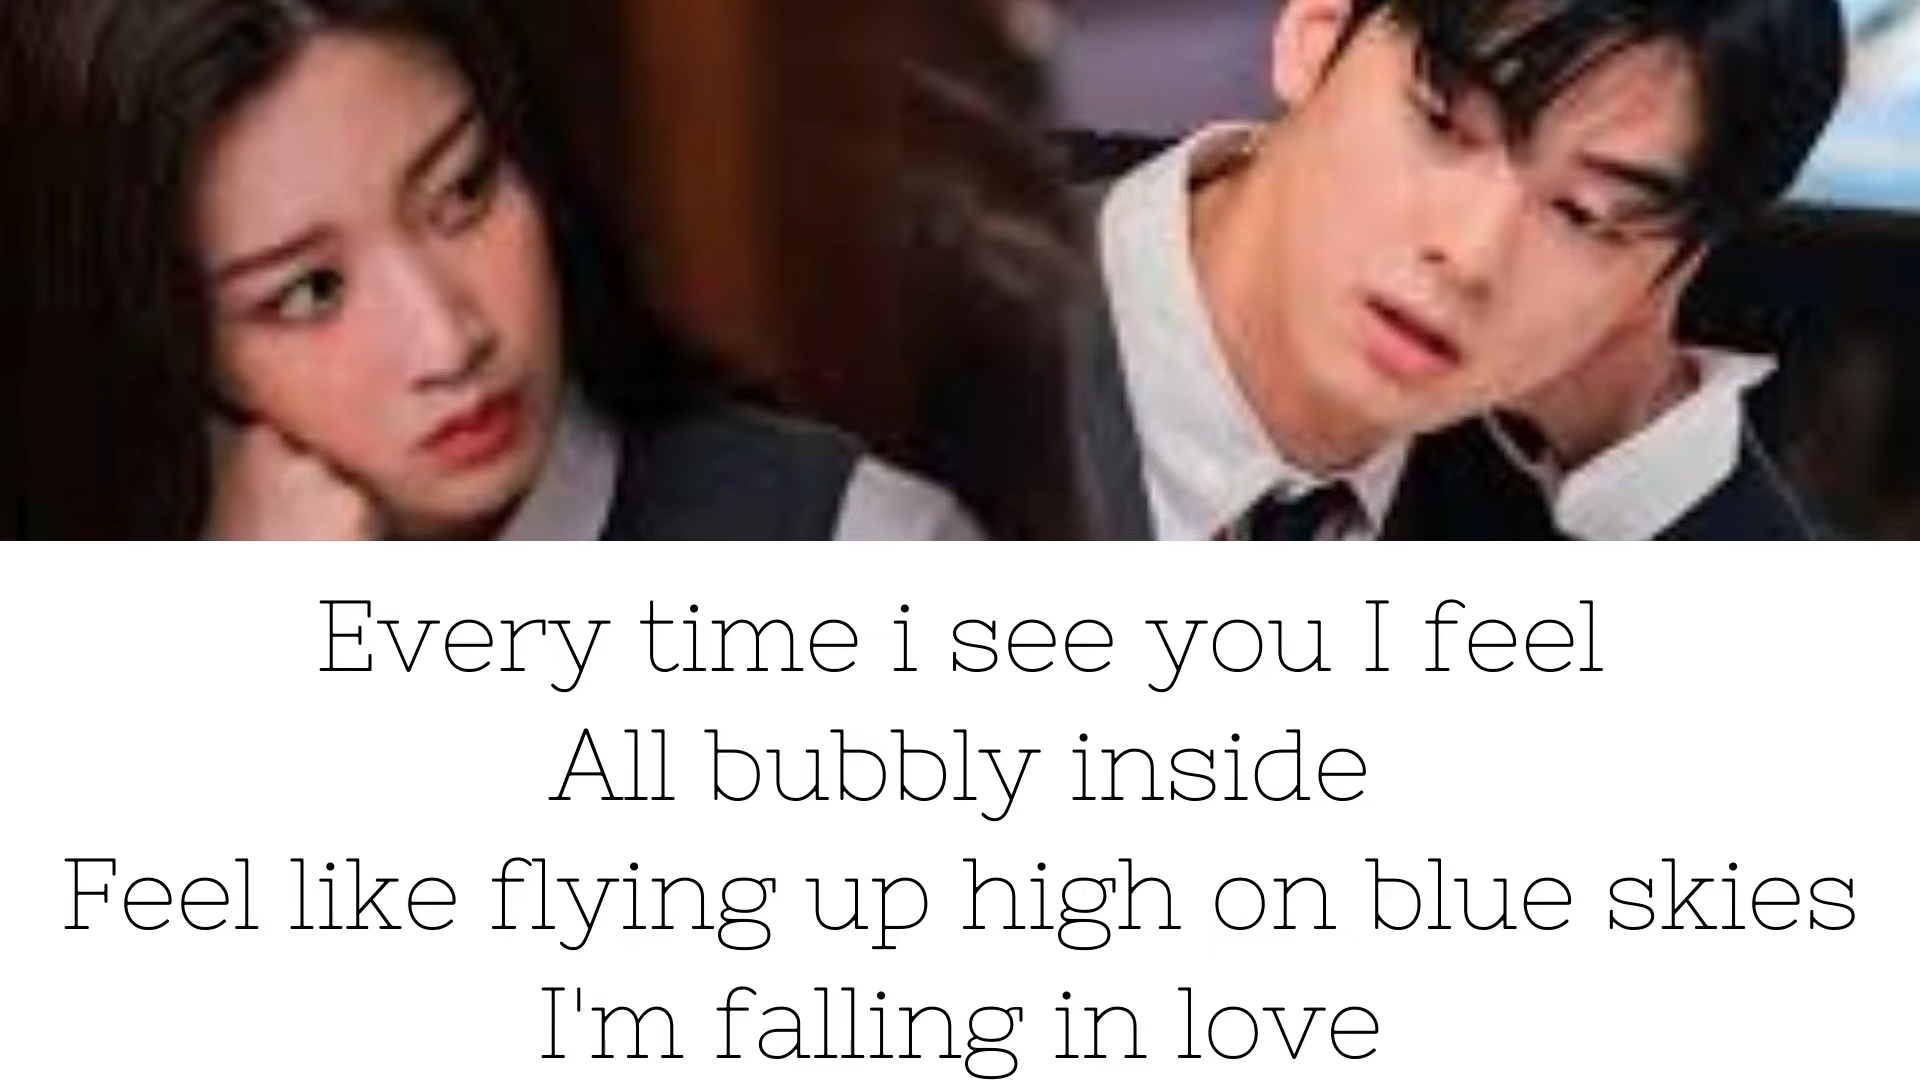 Every time i see you I feel
All bubbly inside
Feel like flying up high on blue skies
I'm falling in love